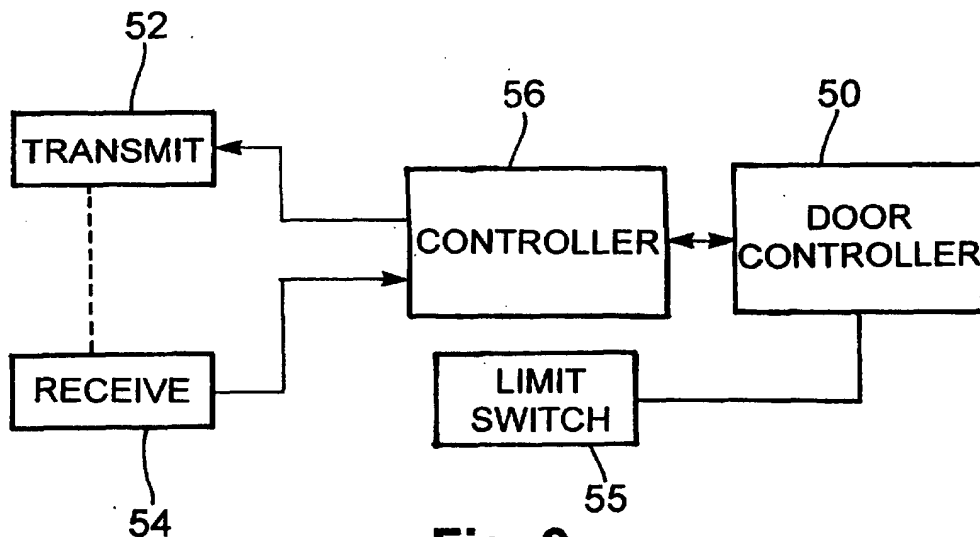 52
56
50
TRANSMIT
CONTROLLER
DOOR
CONTROLLER
RECEIVE
LIMIT
SWITCH
54
55